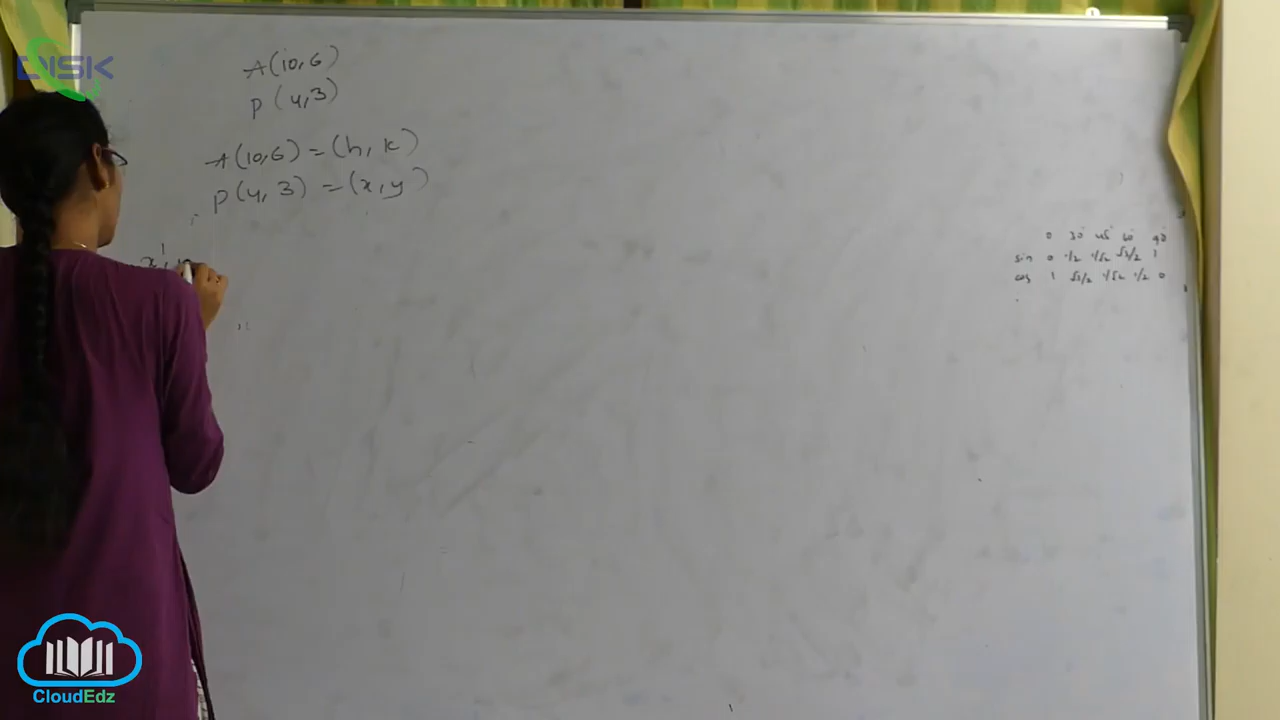 DISK
A(10,6)
P(4,3)
A(10,6) = (h, k)
P(4, 3) = (x, y)
x'
0 30° 45° 60° 90°
sin 0 1/2 1/√2 √3/2 1
cos 1 √3/2 1/√2 1/2 0
CloudEdz